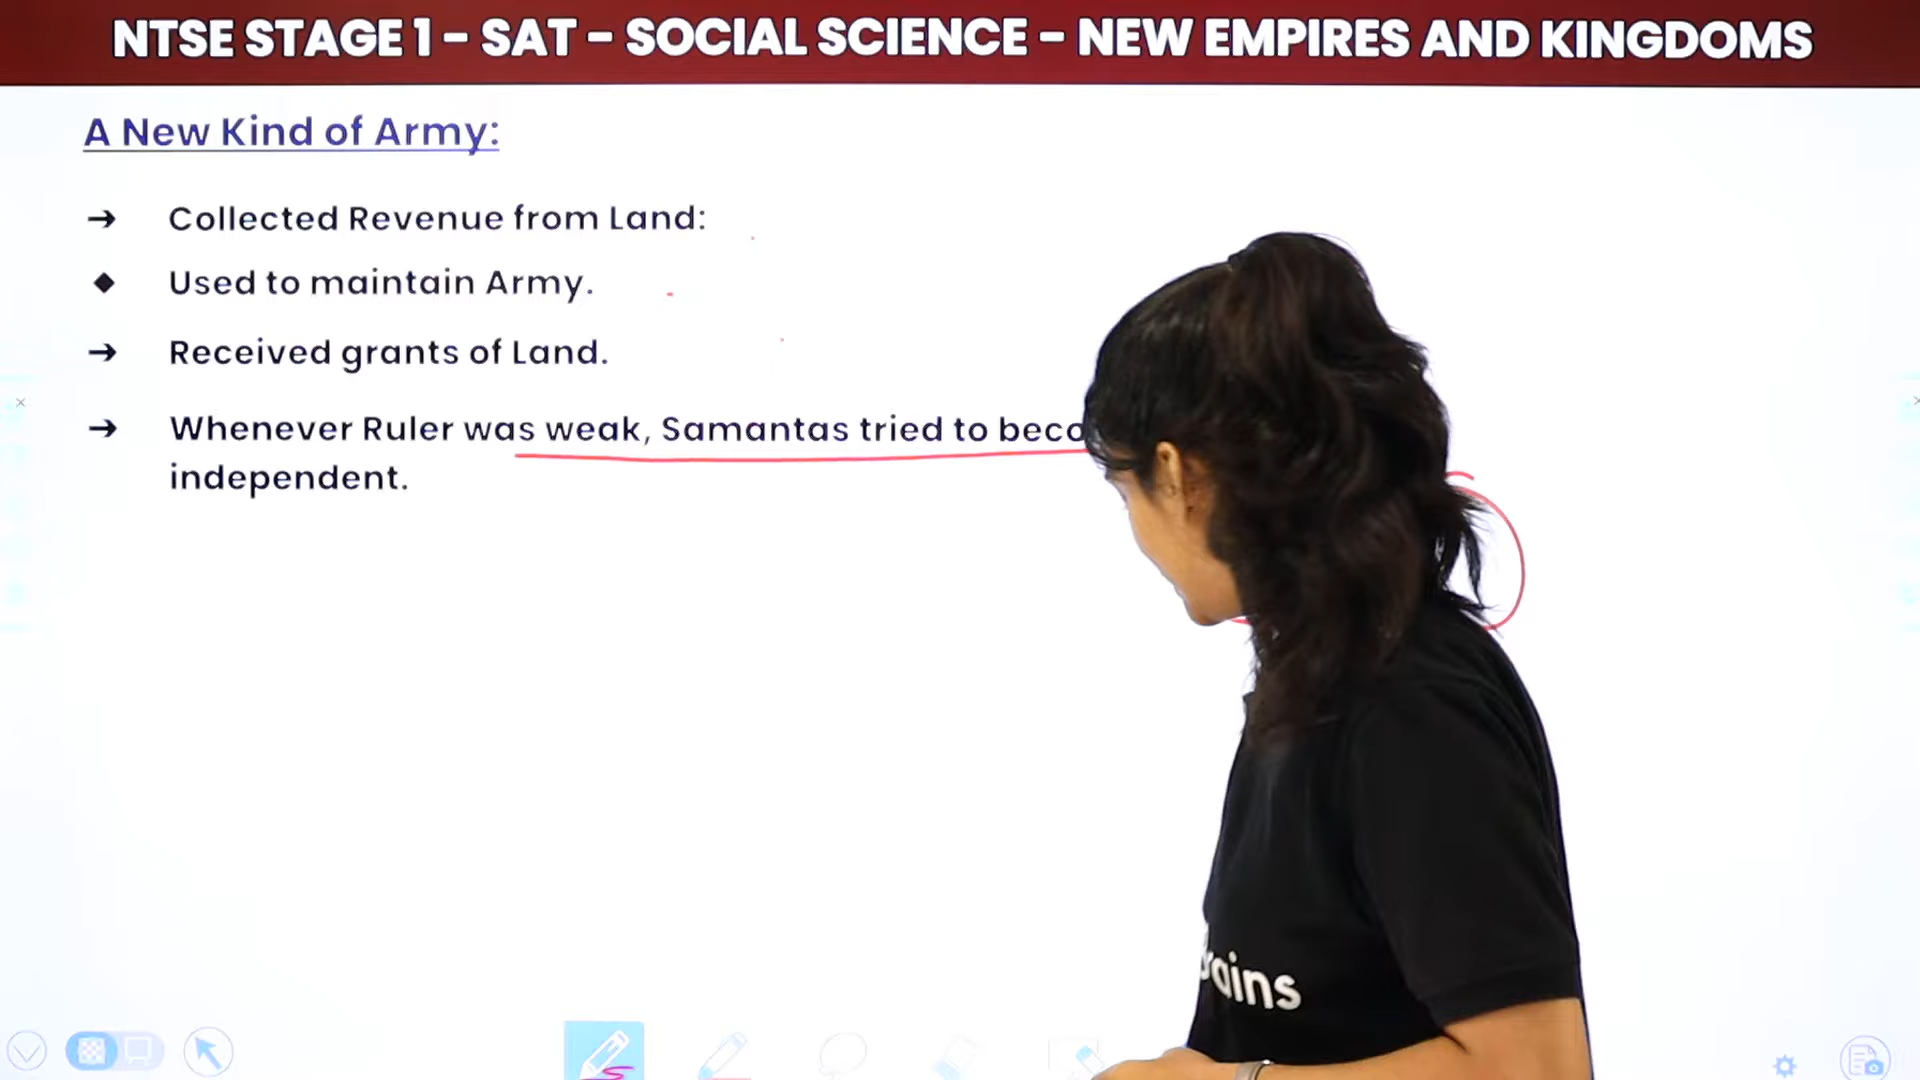 NTSE STAGE 1 - SAT - SOCIAL SCIENCE - NEW EMPIRES AND KINGDOMS
A New Kind of Army:
→ Collected Revenue from Land:
◆ Used to maintain Army.
→ Received grants of Land.
→ Whenever Ruler was weak, Samantas tried to beco
independent.
rains